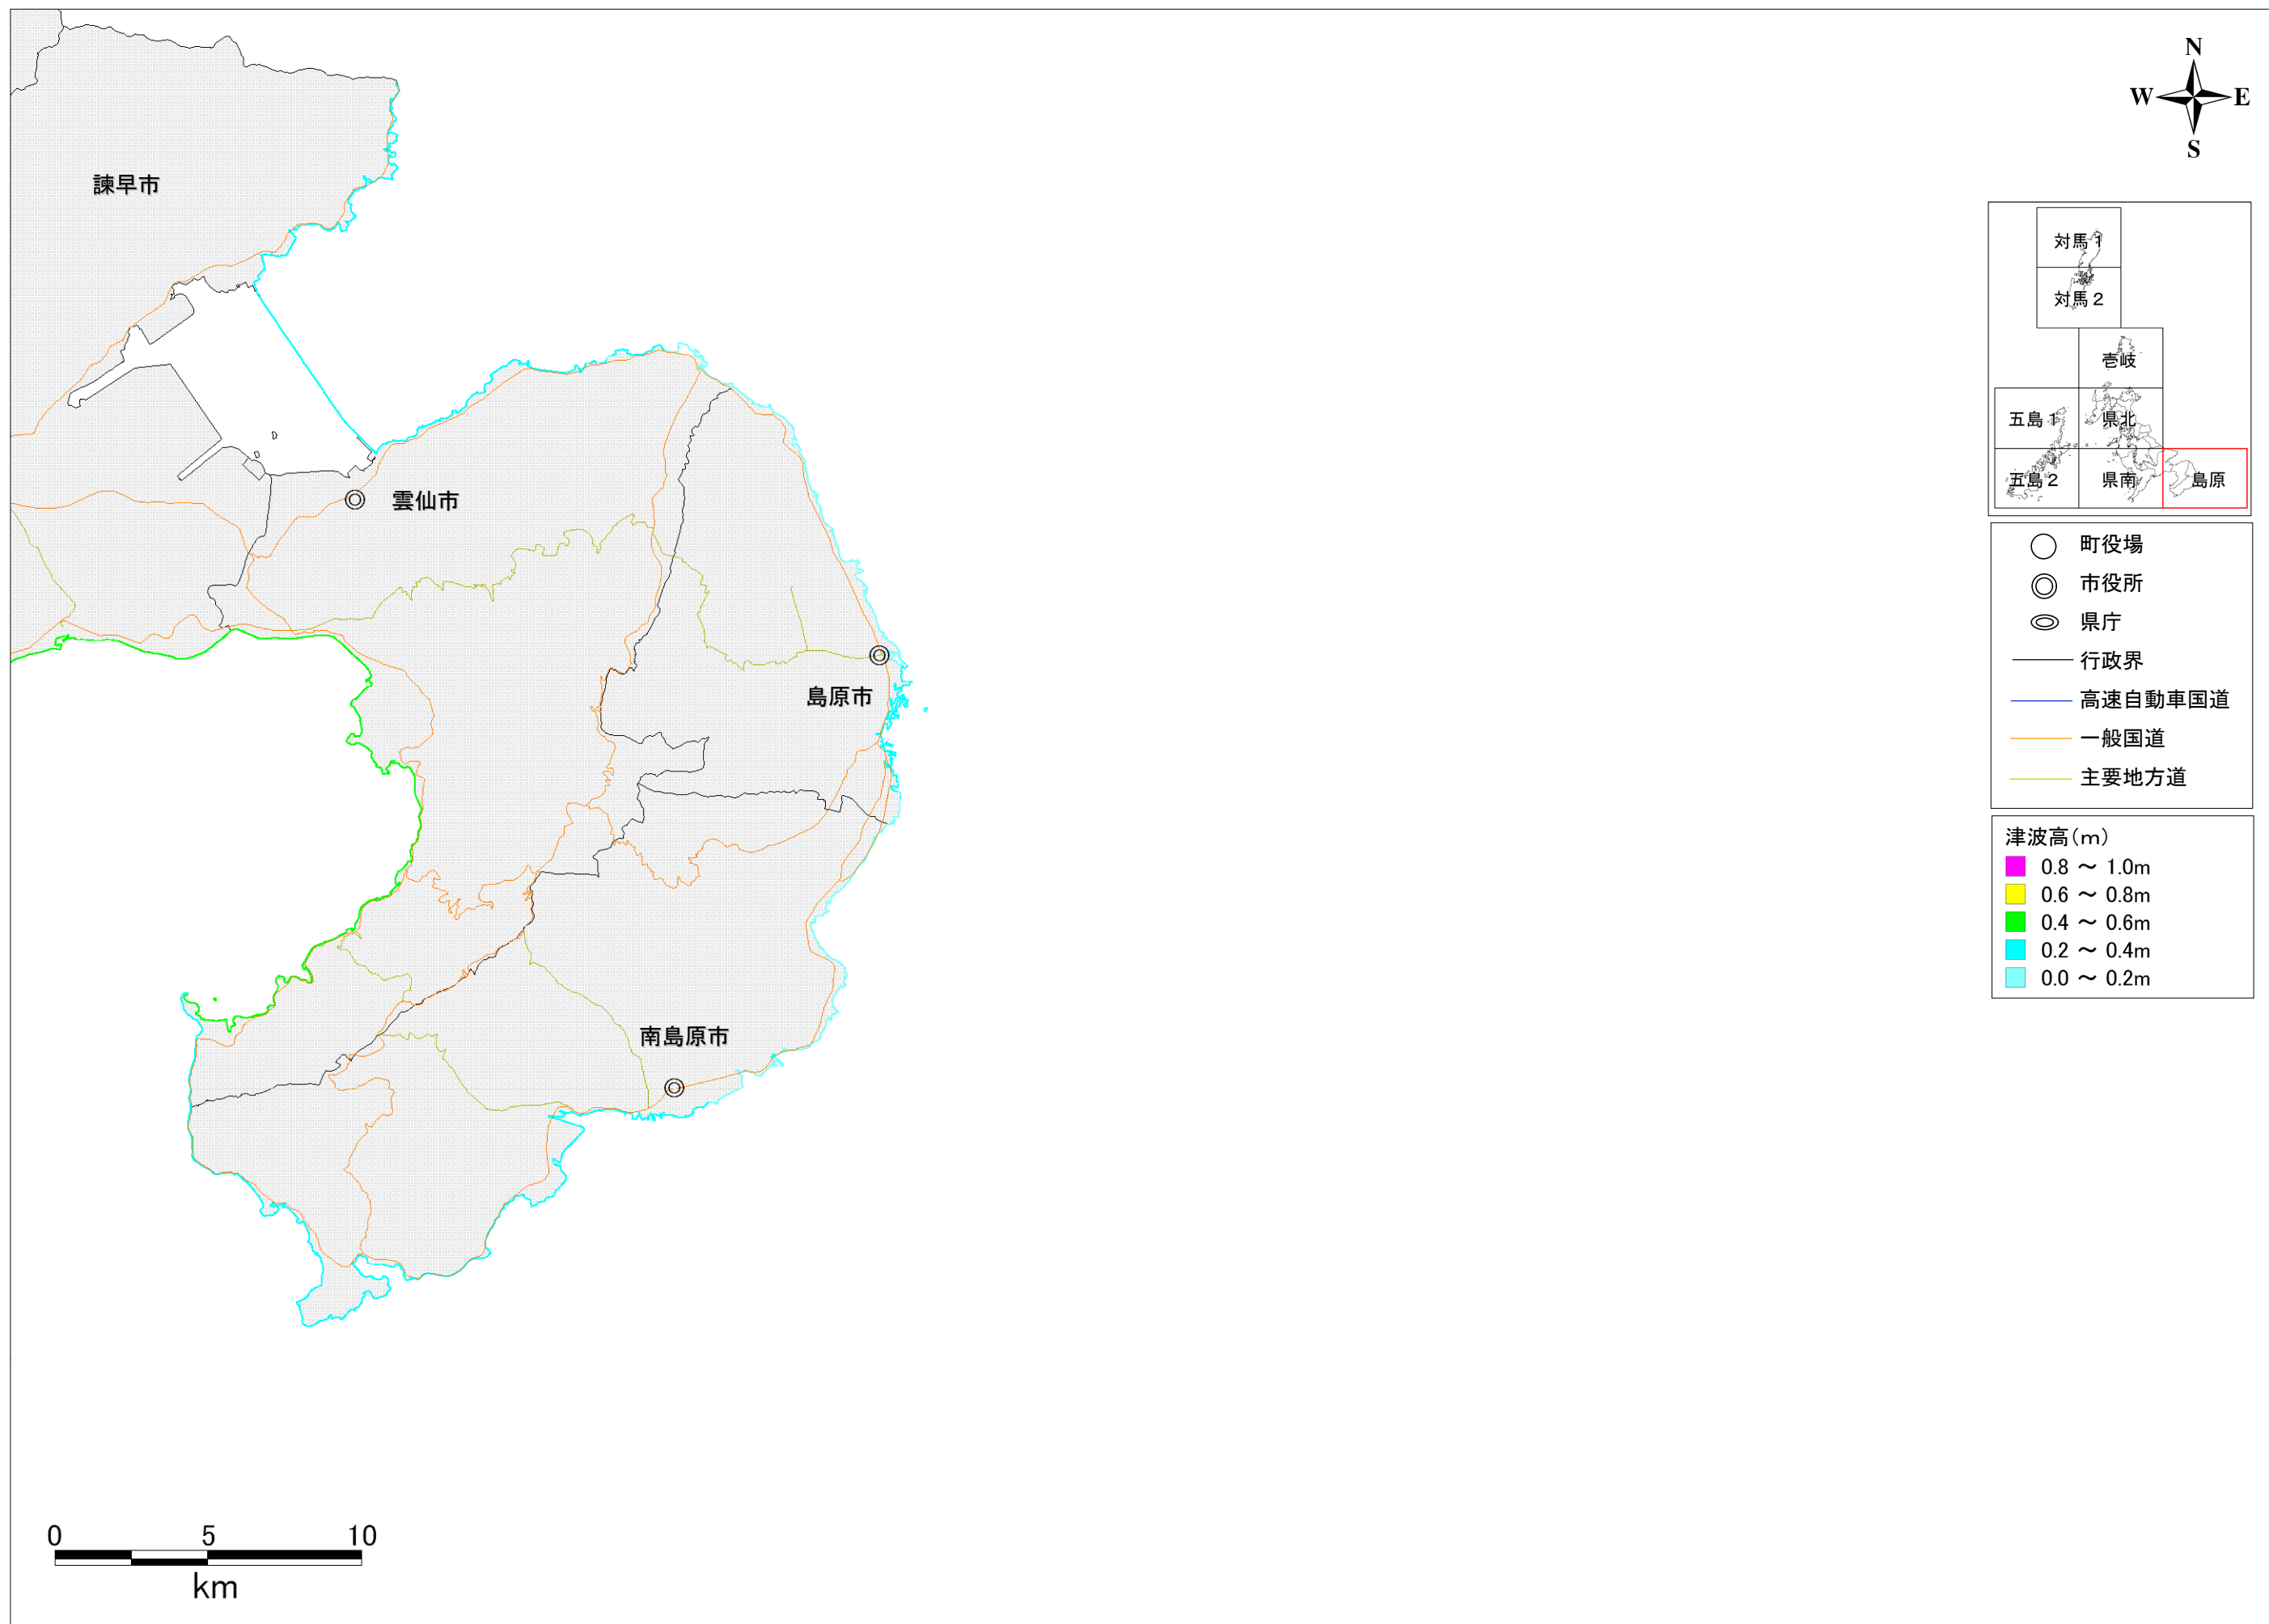 N
W E
S
諫早市
雲仙市
島原市
南島原市
対馬1
対馬2
壱岐
五島1
県北
五島2
県南
島原
町役場
市役所
県庁
行政界
高速自動車国道
一般国道
主要地方道
津波高(m)
0.8 ～ 1.0m
0.6 ～ 0.8m
0.4 ～ 0.6m
0.2 ～ 0.4m
0.0 ～ 0.2m
0 5 10
km